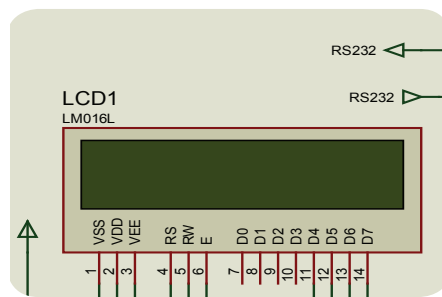 RS232
RS232
LCD1
LM016L
VSS VDD VEE RS RW E D0 D1 D2 D3 D4 D5 D6 D7
1 2 3 4 5 6 7 8 9 10 11 12 13 14